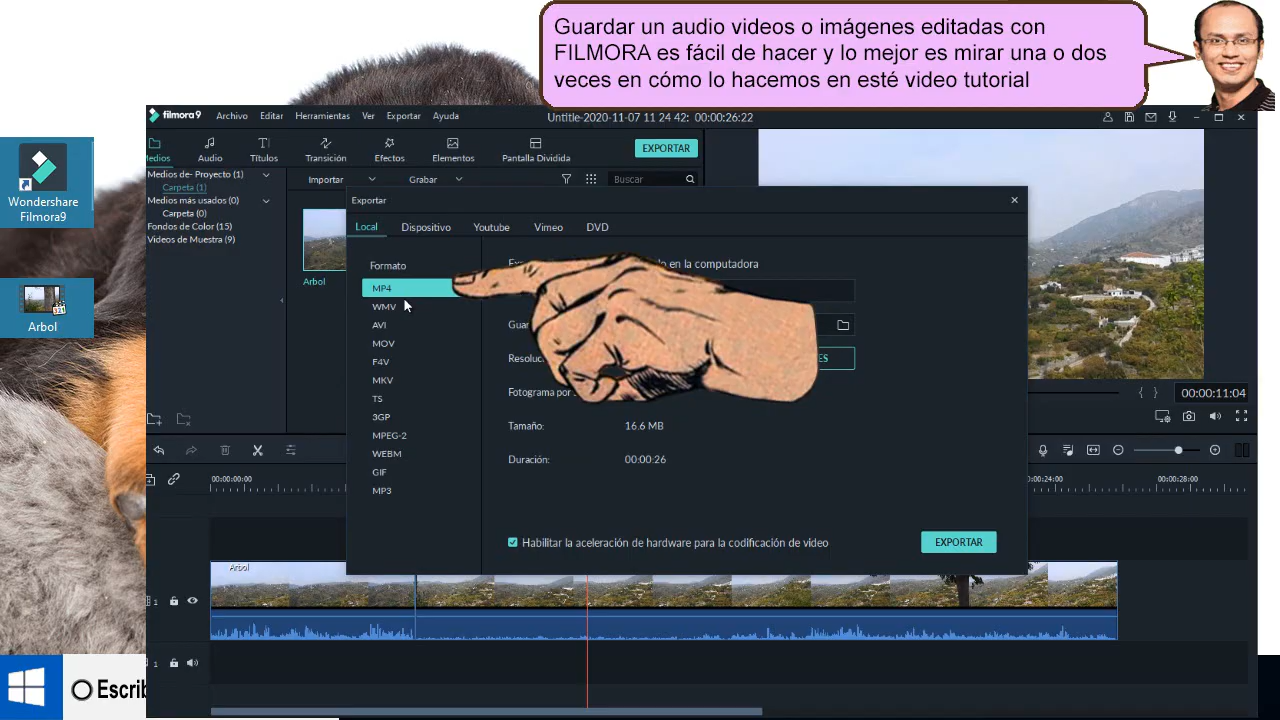 Guardar un audio videos o imágenes editadas con
FILMORA es fácil de hacer y lo mejor es mirar una o dos
veces en cómo lo hacemos en esté video tutorial
filmora9 Archivo Editar Herramientas Ver Exportar Ayuda
Untitle-2020-11-07 11 24 42: 00:00:26:22
Medios Audio Títulos Transición Efectos Elementos Pantalla Dividida EXPORTAR
Medios de- Proyecto (1)
Carpeta (1)
Medios más usados (0)
Carpeta (0)
Fondos de Color (15)
Videos de Muestra (9)
Importar Grabar Buscar
Arbol
Wondershare
Filmora9
Arbol
Exportar
Local Dispositivo Youtube Vimeo DVD
Formato
MP4
WMV
AVI
MOV
F4V
MKV
TS
3GP
MPEG-2
WEBM
GIF
MP3
en la computadora
Fotograma por
Tamaño: 16.6 MB
Duración: 00:00:26
Habilitar la aceleración de hardware para la codificación de video
EXPORTAR
{ } 00:00:11:04
00:00:00:00 00:00:24:00 00:00:28:00
Arbol
1
1
Escrib